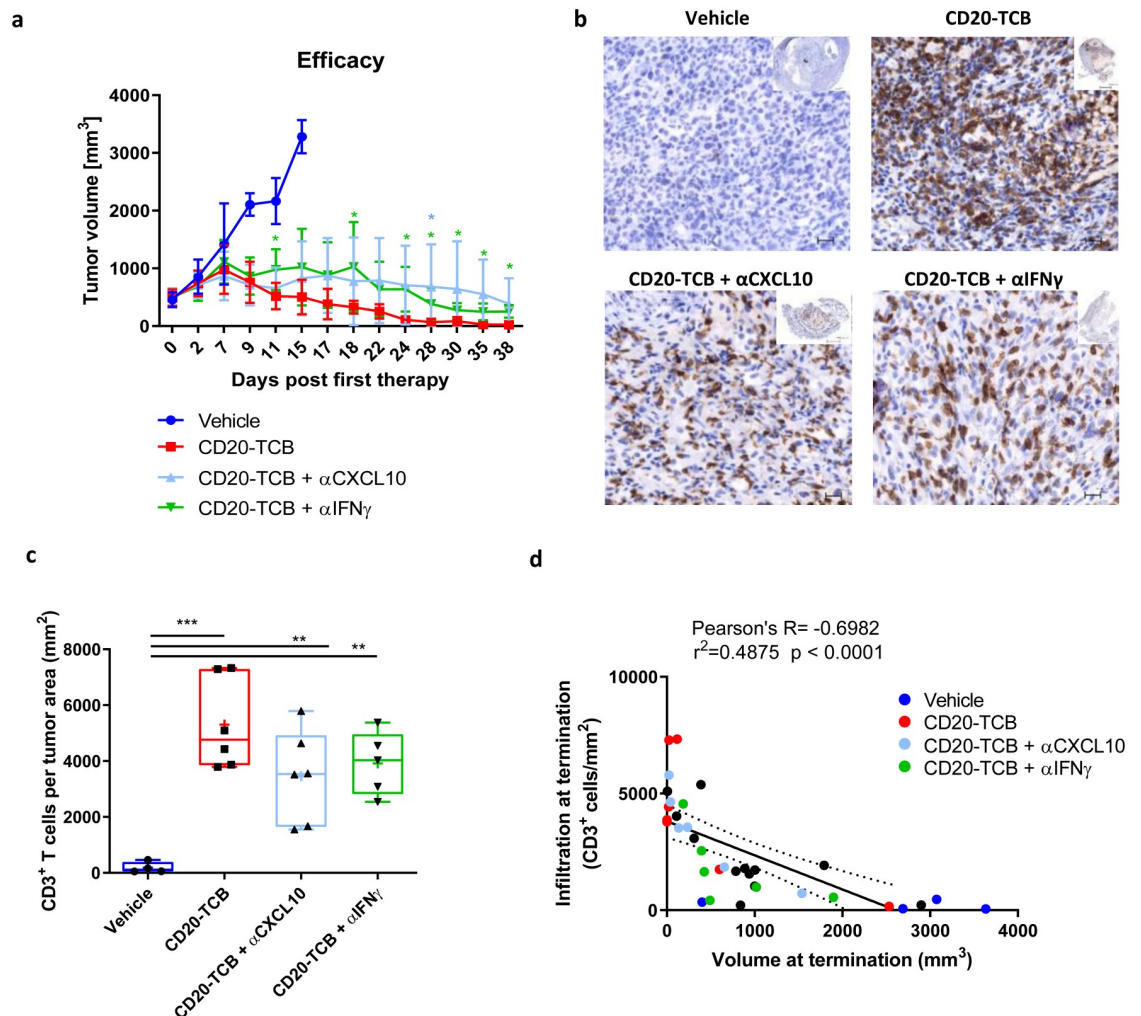 a
Efficacy
Tumor volume [mm³]
4000
3000
2000
1000
0
* * * * * * * *
0 2 7 9 11 15 17 18 22 24 28 30 35 38
Days post first therapy
Vehicle
CD20-TCB
CD20-TCB + αCXCL10
CD20-TCB + αIFNγ
b
Vehicle
CD20-TCB
CD20-TCB + αCXCL10
CD20-TCB + αIFNγ
c
CD3⁺ T cells per tumor area (mm²)
8000
6000
4000
2000
0
***
**
**
Vehicle
CD20-TCB
CD20-TCB + αCXCL10
CD20-TCB + αIFNγ
d
Pearson's R= -0.6982
r²=0.4875 p < 0.0001
Infiltration at termination
(CD3⁺ cells/mm²)
10000
5000
0
0 1000 2000 3000 4000
Volume at termination (mm³)
Vehicle
CD20-TCB
CD20-TCB + αCXCL10
CD20-TCB + αIFNγ